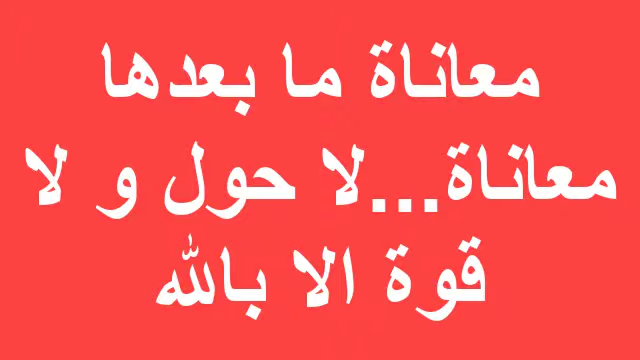 معاناة ما بعدها
معاناة...لا حول و لا
قوة الا بالله